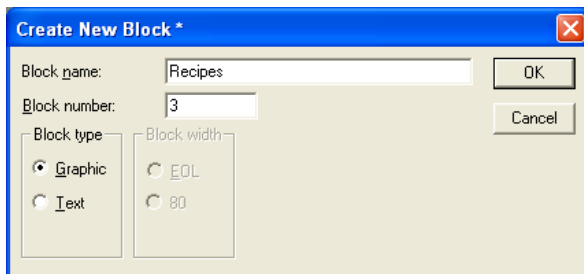 Create New Block *
Block name: Recipes OK
Block number: 3
Cancel
Block type Block width
Graphic EOL
Text 80